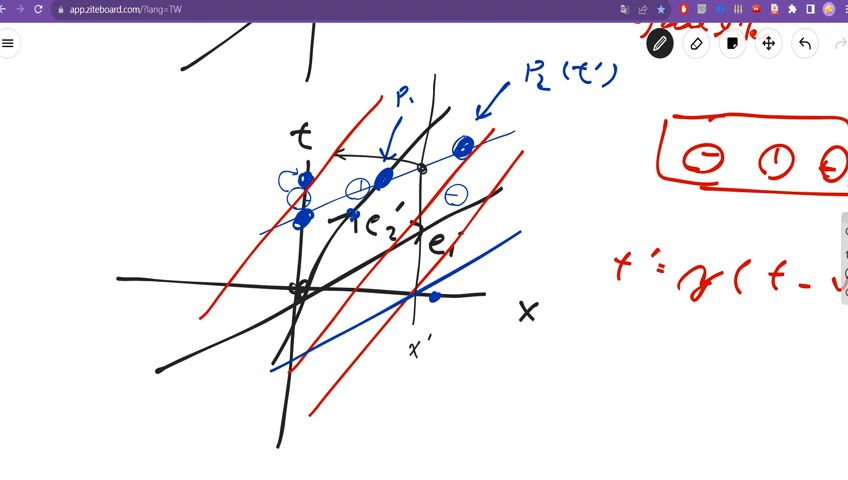 app.ziteboard.com/?lang=TW
P₂ (t')
P₁
t
e₂'
e₁'
x
x'
t' = γ ( t -